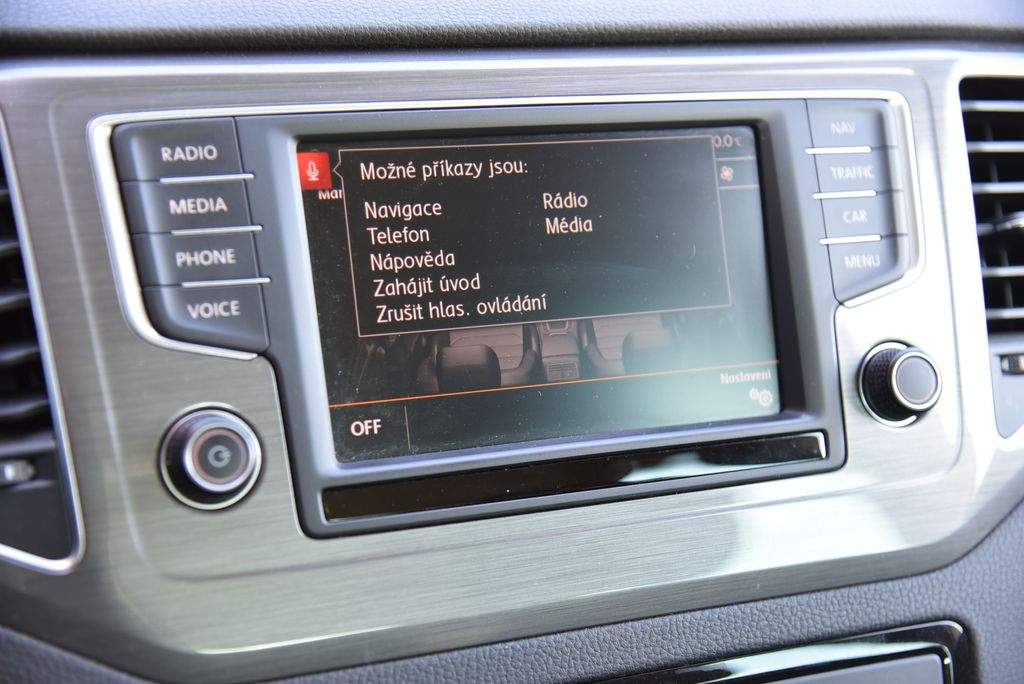 RADIO
MEDIA
PHONE
VOICE
Možné příkazy jsou:
Navigace
Telefon
Nápověda
Zahájit úvod
Zrušit hlas. ovládání
Rádio
Média
OFF
Nastavení
NAV
TRAFFIC
CAR
MENU